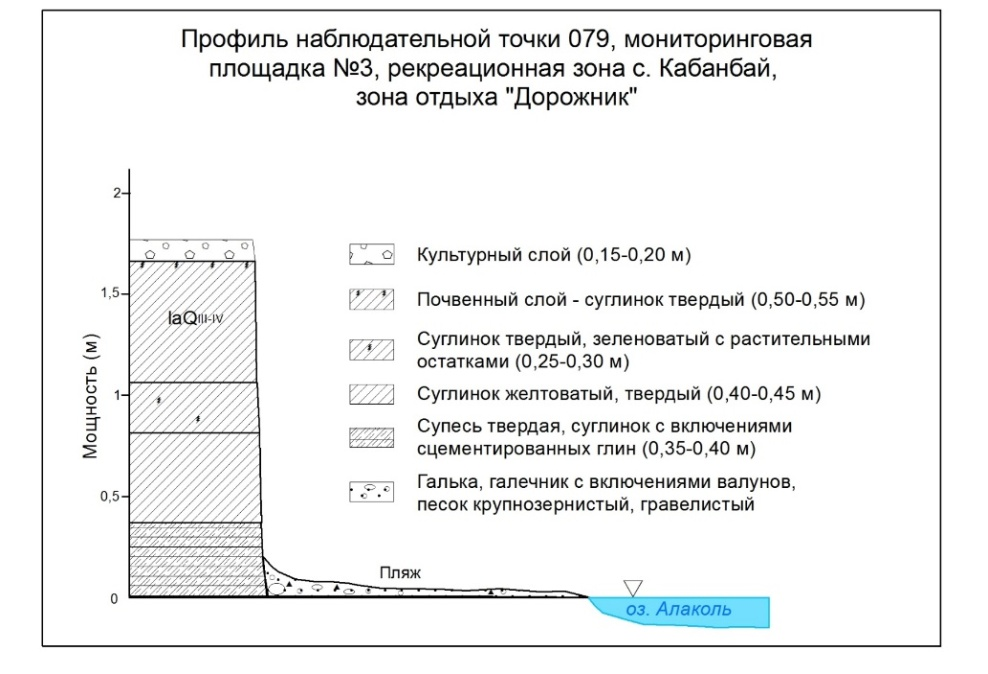 Профиль наблюдательной точки 079, мониторинговая
площадка №3, рекреационная зона с. Кабанбай,
зона отдыха "Дорожник"
Мощность (м)
2
1,5
1
0,5
0
laQIII-IV
Культурный слой (0,15-0,20 м)
Почвенный слой - суглинок твердый (0,50-0,55 м)
Суглинок твердый, зеленоватый с растительными
остатками (0,25-0,30 м)
Суглинок желтоватый, твердый (0,40-0,45 м)
Супесь твердая, суглинок с включениями
сцементированных глин (0,35-0,40 м)
Галька, галечник с включениями валунов,
песок крупнозернистый, гравелистый
Пляж
оз. Алаколь